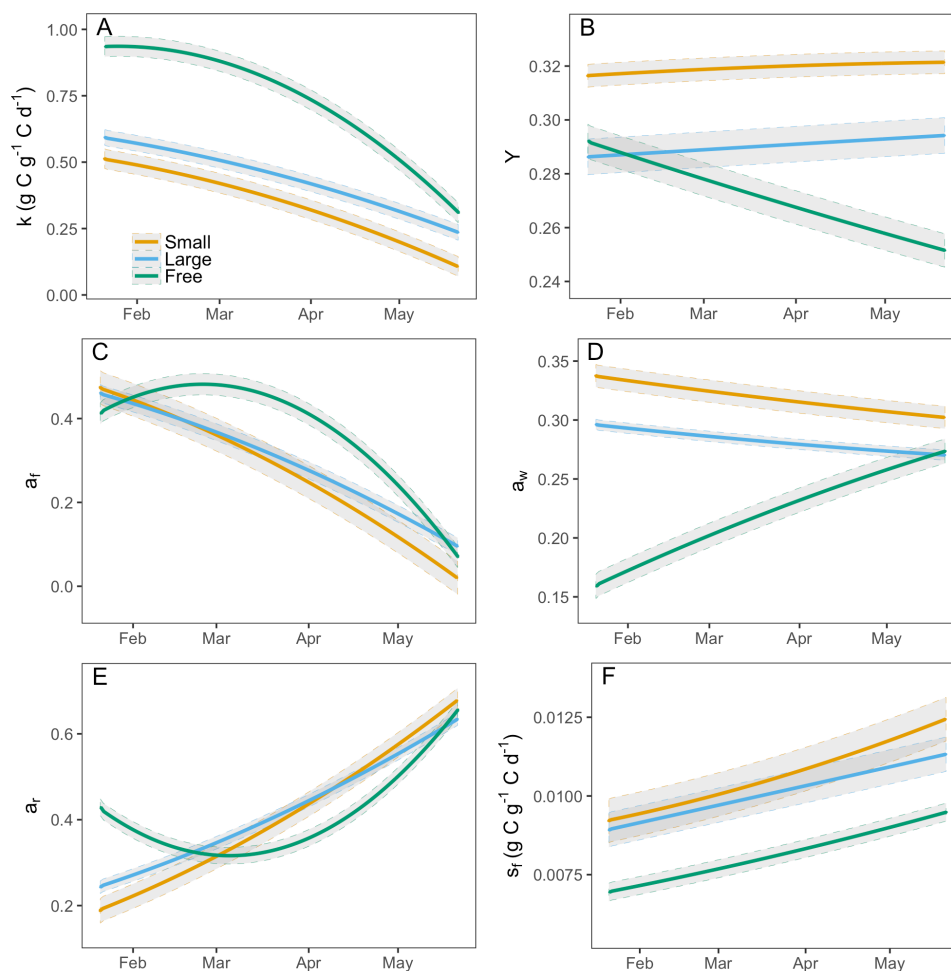 A
k (g C g⁻¹ C d⁻¹)
1.00
0.75
0.50
0.25
0.00
Small
Large
Free
Feb Mar Apr May
B
Y
0.32
0.30
0.28
0.26
0.24
Feb Mar Apr May
C
a_f
0.4
0.2
0.0
Feb Mar Apr May
D
a_w
0.35
0.30
0.25
0.20
0.15
Feb Mar Apr May
E
a_r
0.6
0.4
0.2
Feb Mar Apr May
F
s_f (g C g⁻¹ C d⁻¹)
0.0125
0.0100
0.0075
Feb Mar Apr May